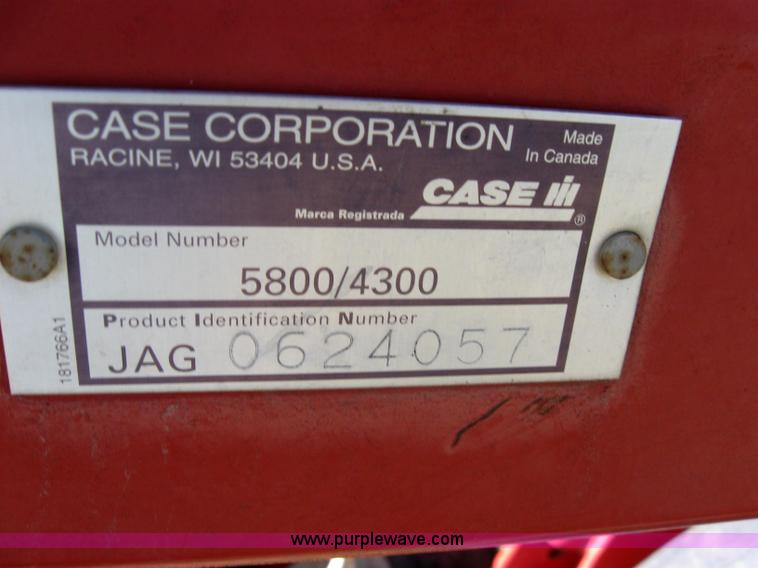 CASE CORPORATION
RACINE, WI 53404 U.S.A.
Made
In Canada
CASE IH
Marca Registrada
®
Model Number
5800/4300
Product Identification Number
JAG 0624057
181766A1
www.purplewave.com